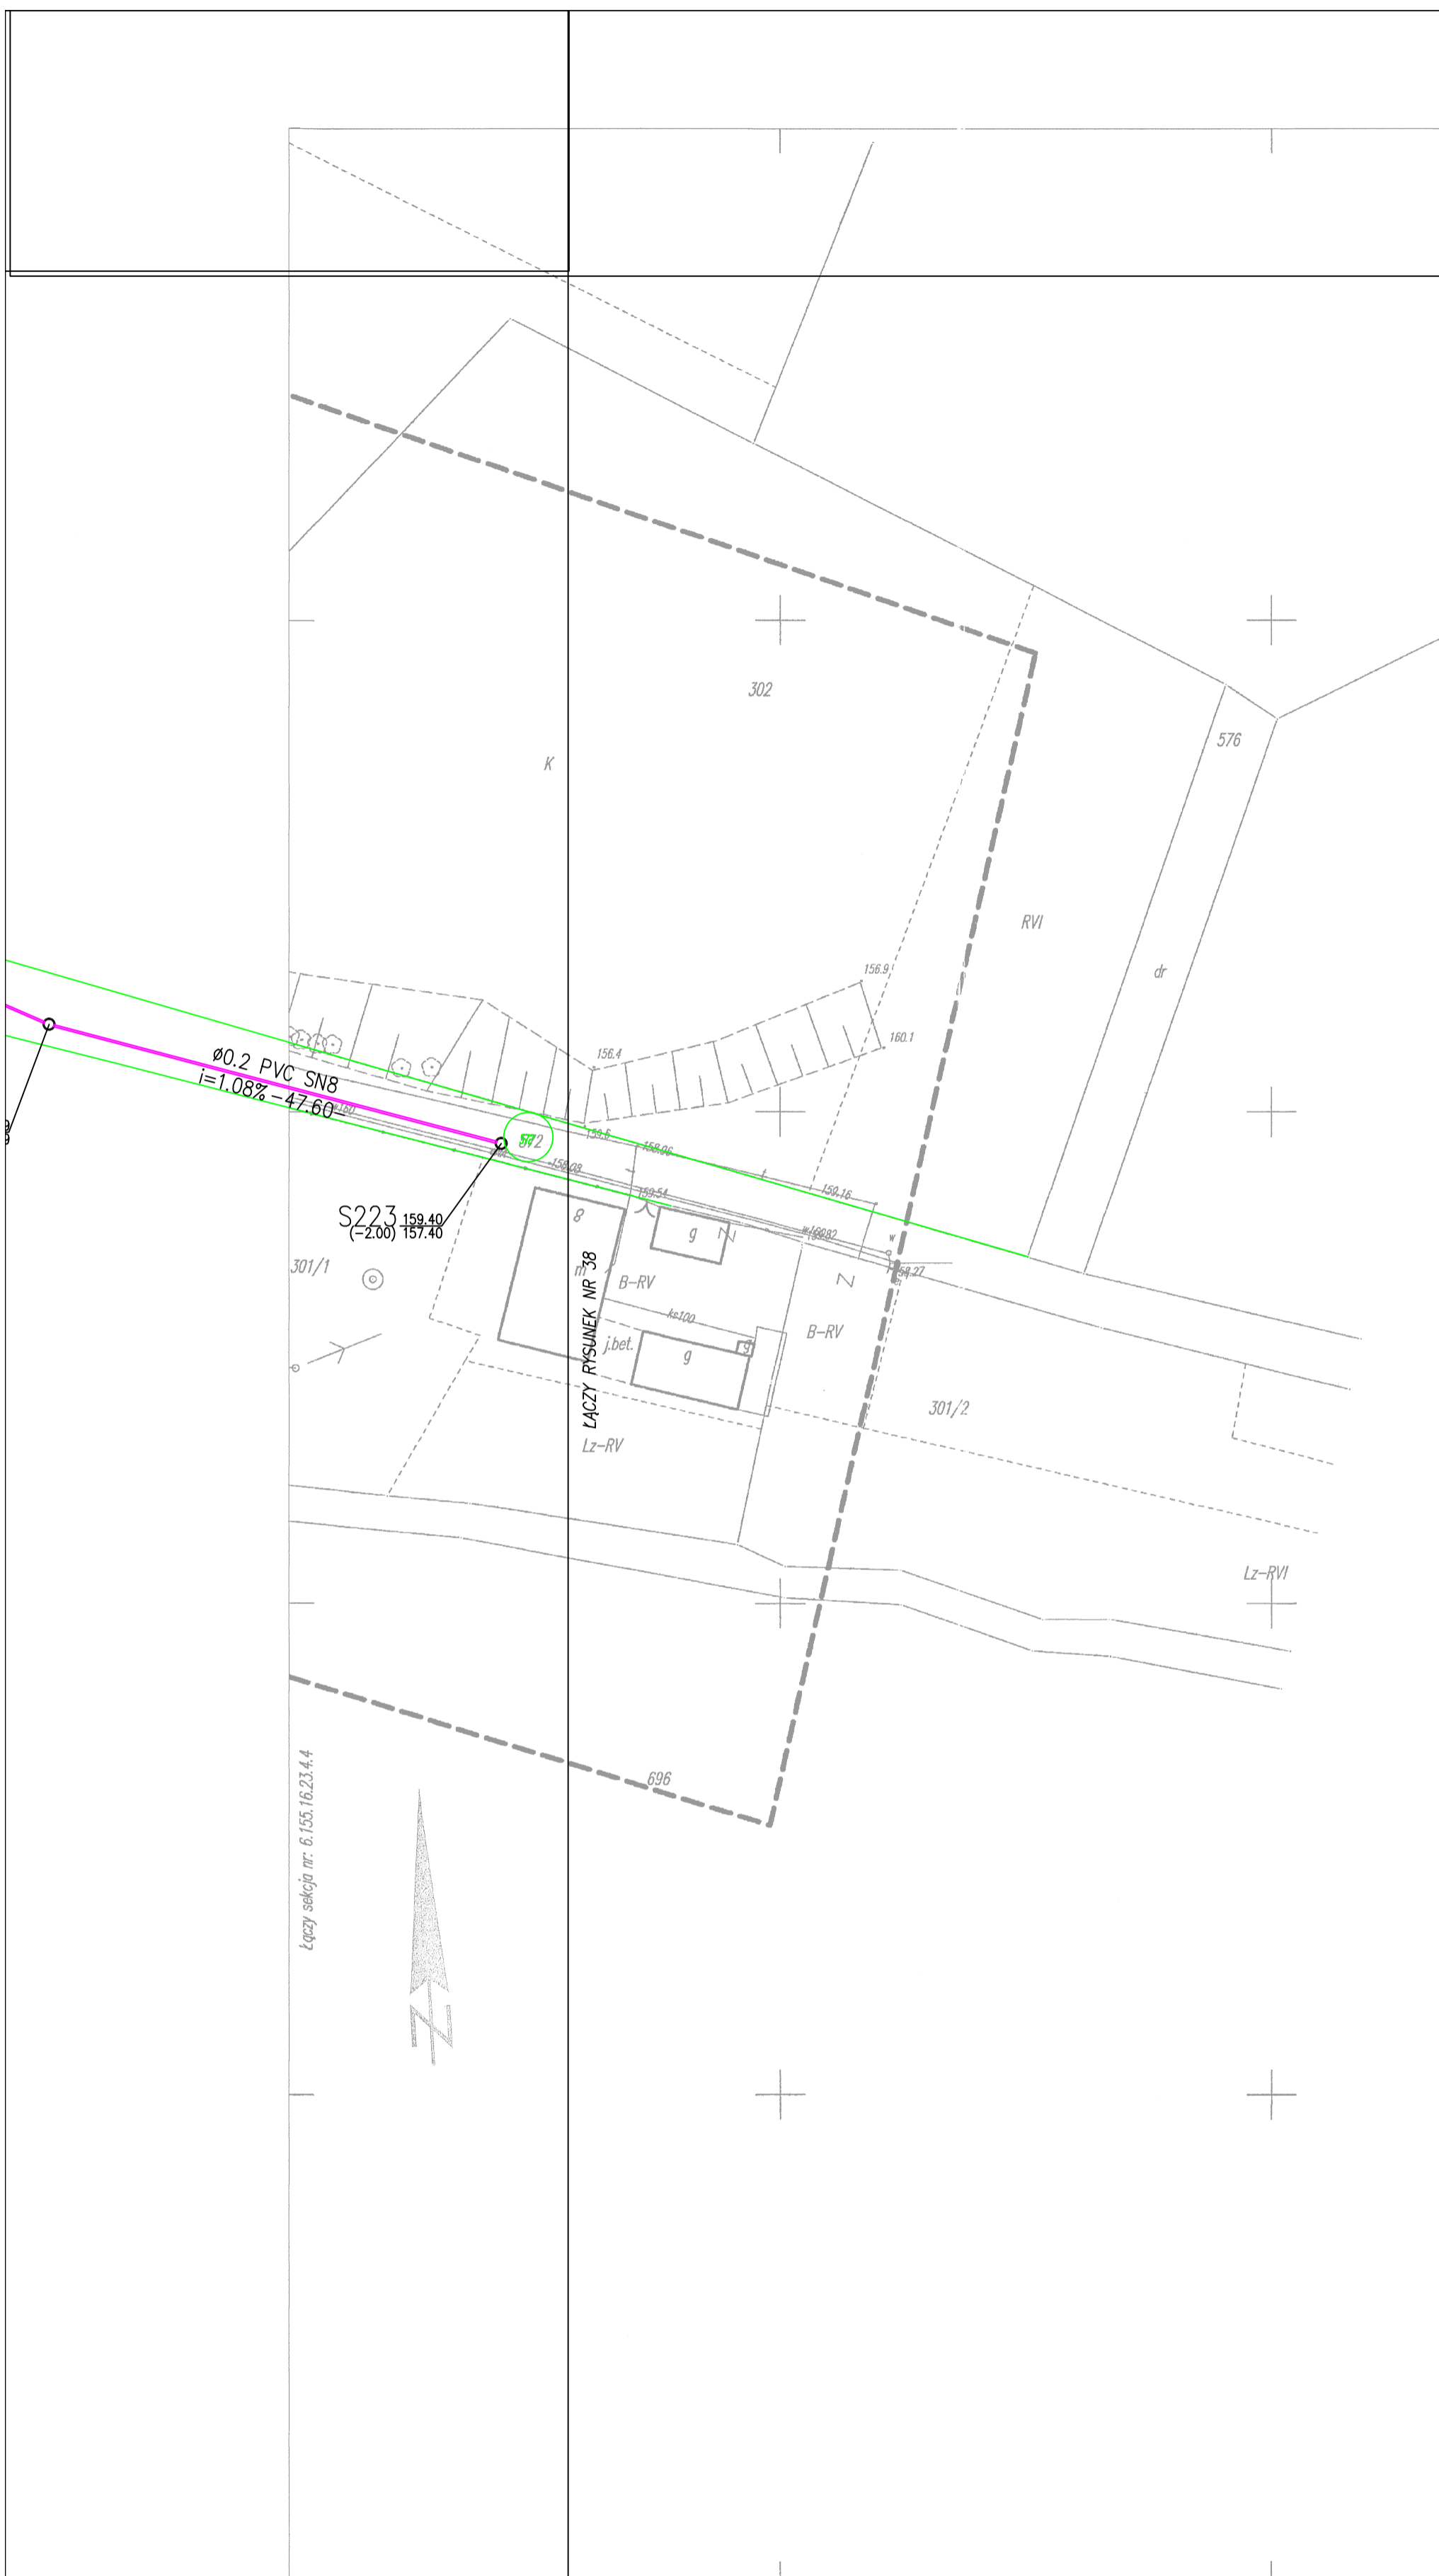 302
576
K
RVI
dr
156.9
160.1
156.4
ø0.2 PVC SN8
i=1.08% -47.60-
159.6
158.06
158.08
159.54
159.16
S223 159.40
(-2.00) 157.40
301/1
8
g
m
B-RV
ks100
j.bet.
g
g
B-RV
w
301/2
ŁĄCZY RYSUNEK NR 38
Lz-RV
Lz-RVI
696
Łączy sekcja nr: 6.155.16.23.4.4